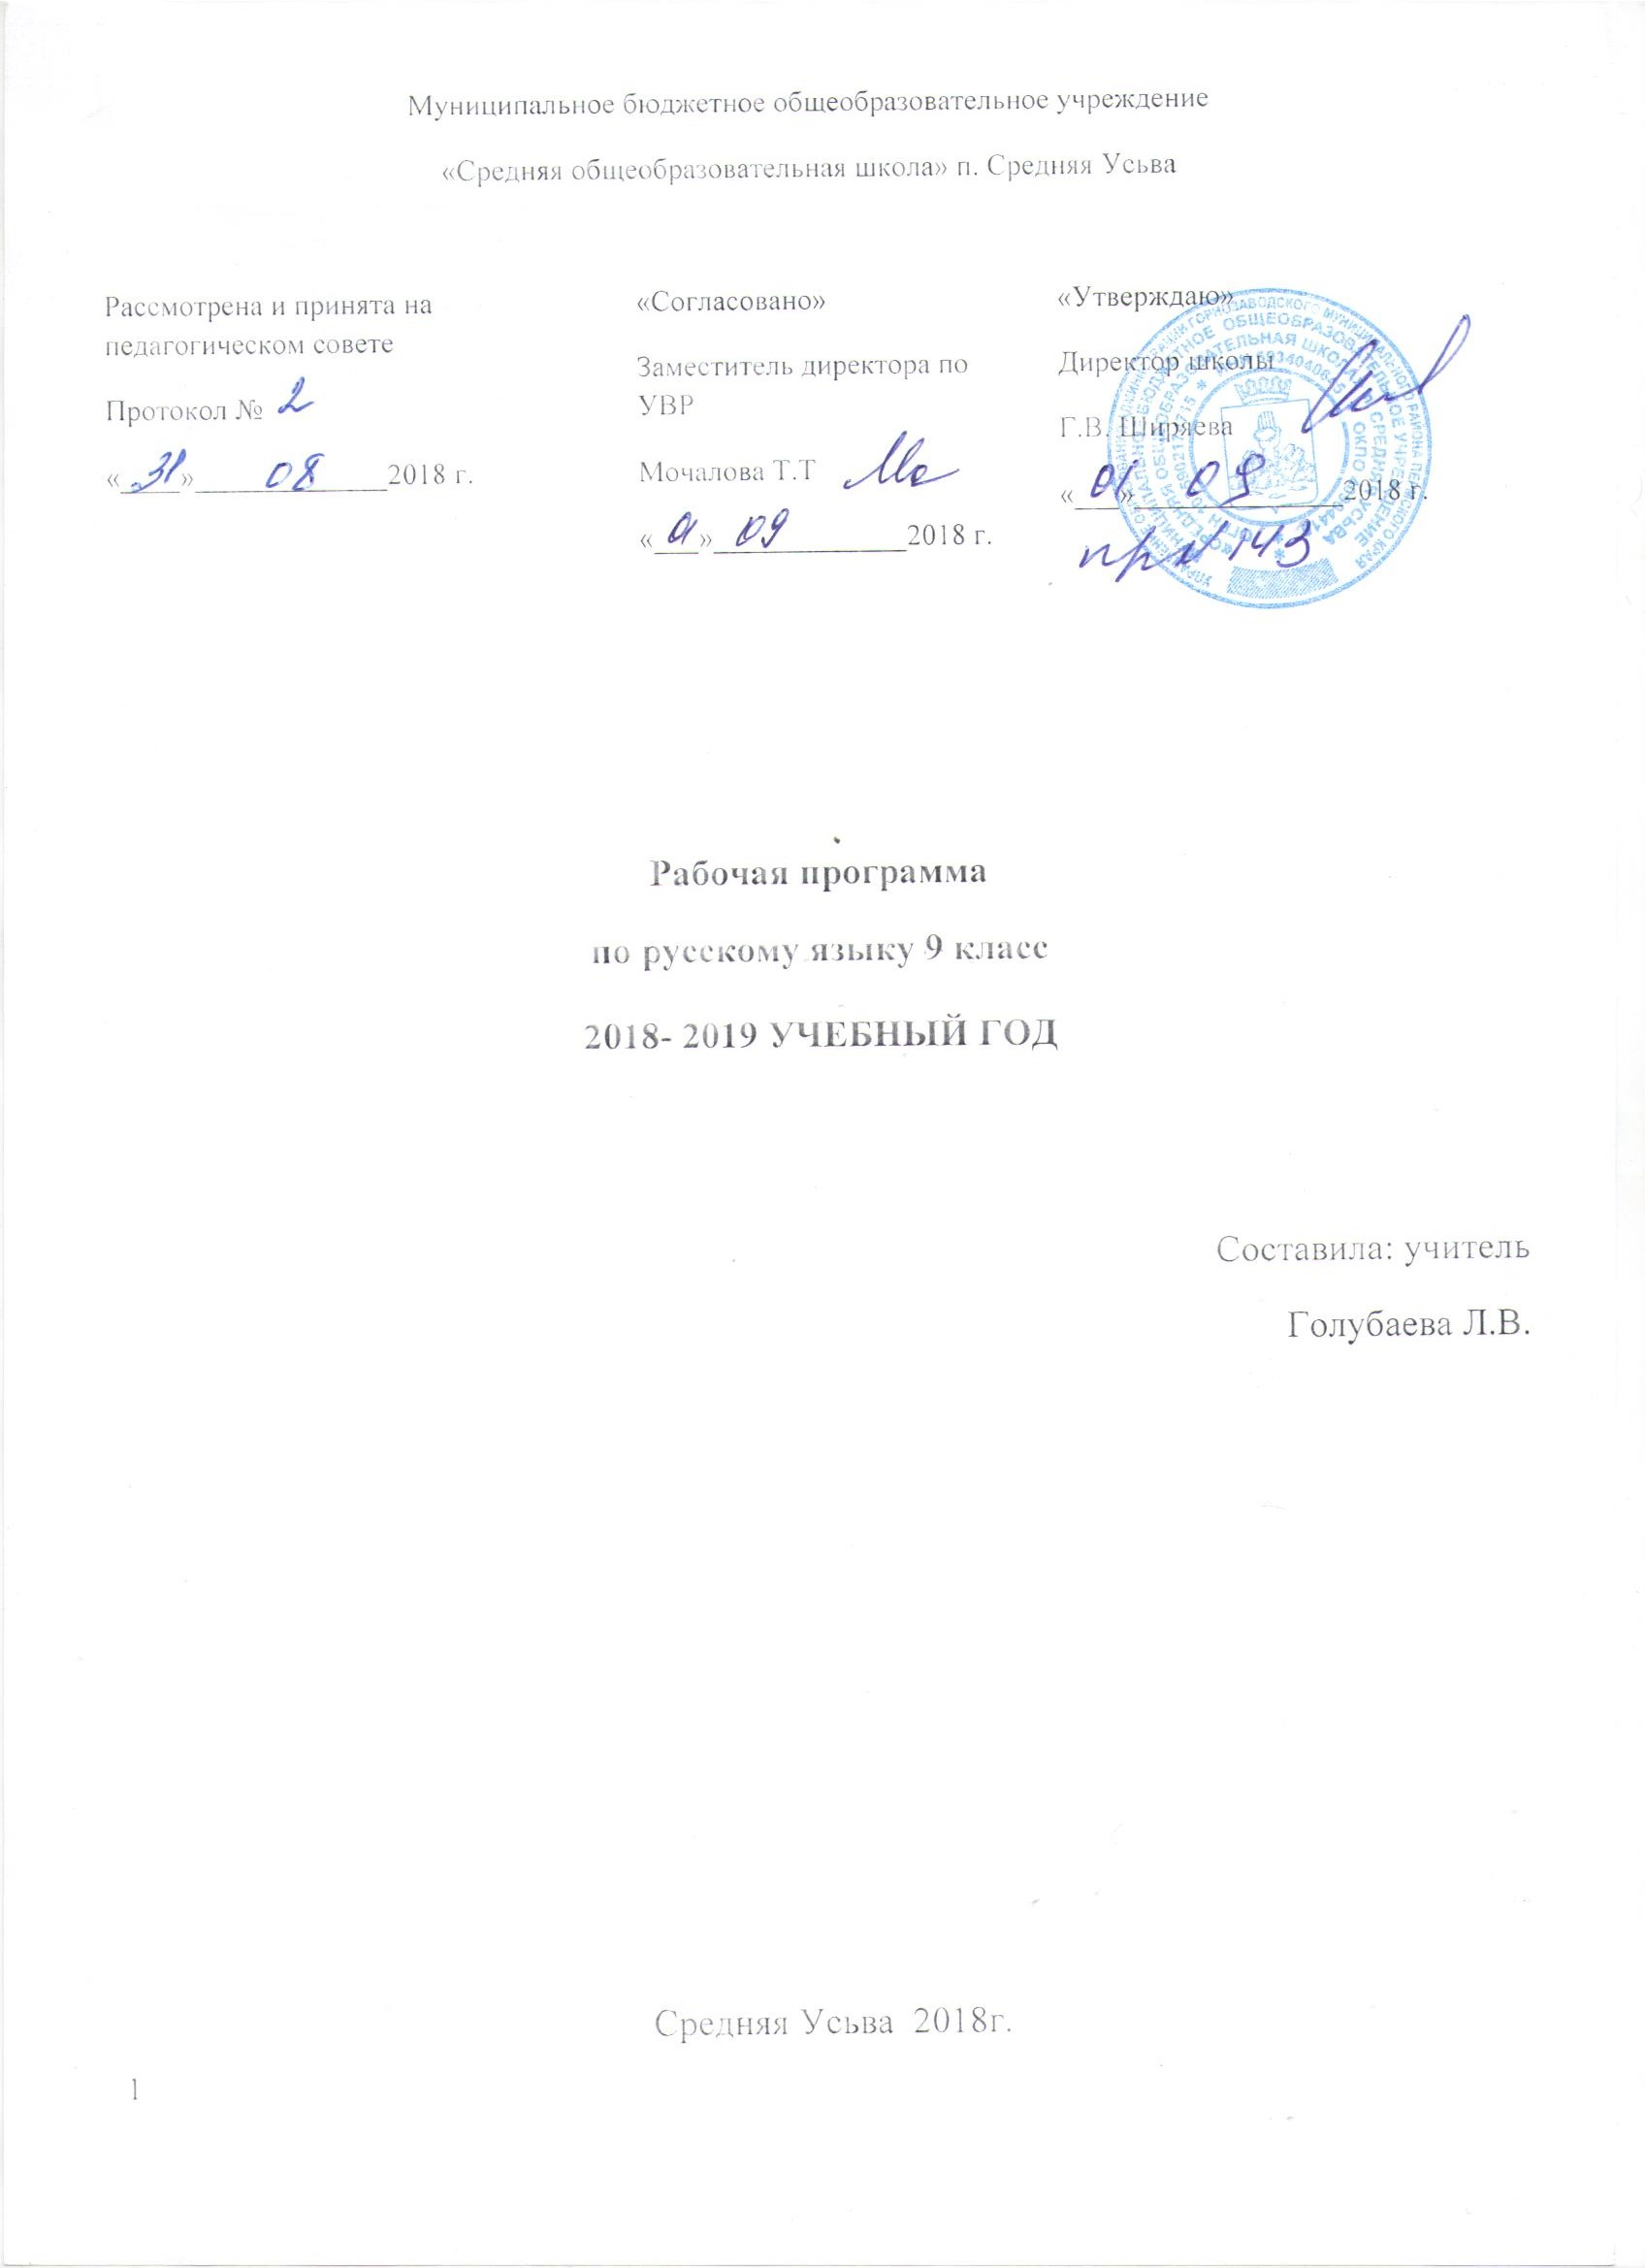 Муниципальное бюджетное общеобразовательное учреждение
«Средняя общеобразовательная школа» п. Средняя Усьва
Рассмотрена и принята на
педагогическом совете
Протокол № 2
«31» 08 2018 г.
«Согласовано»
Заместитель директора по
УВР
Мочалова Т.Т
«01» 09 2018 г.
«Утверждаю»
Директор школы
Г.В. Ширяева
«01» 09 2018 г.
пр № 143
Рабочая программа
по русскому языку 9 класс
2018- 2019 УЧЕБНЫЙ ГОД
Составила: учитель
Голубаева Л.В.
Средняя Усьва 2018г.
1